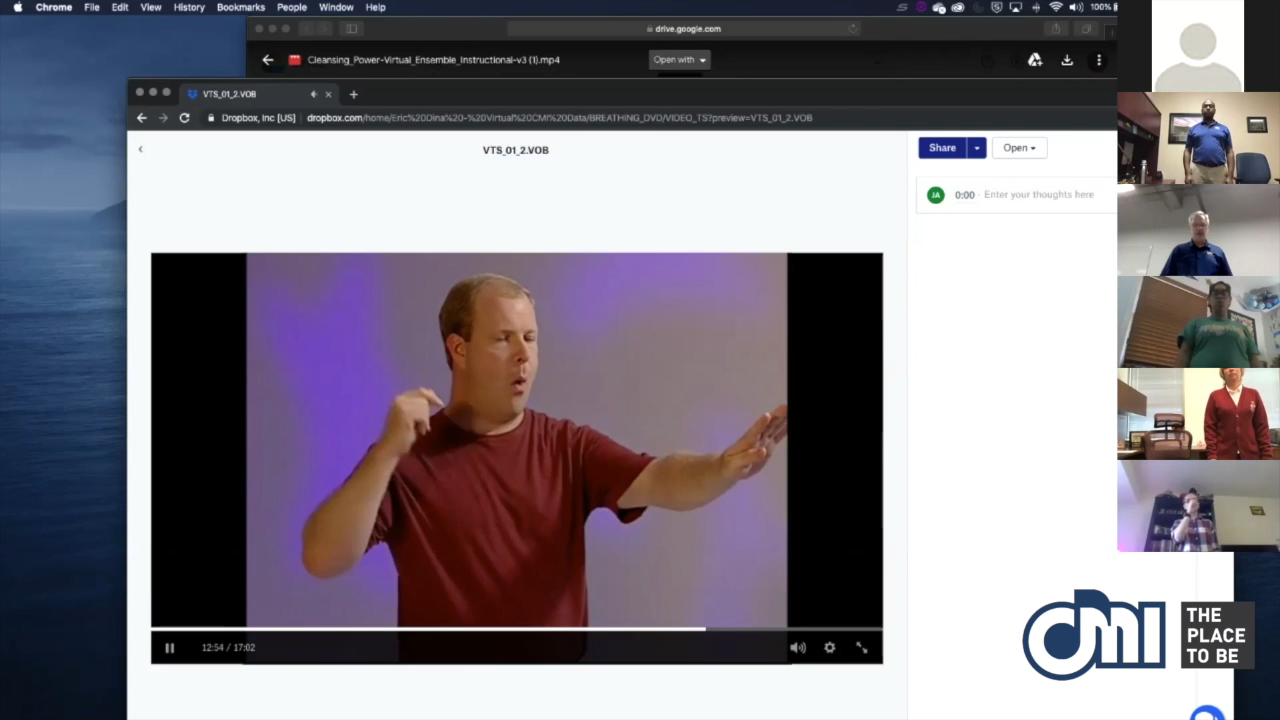 Chrome File Edit View History Bookmarks People Window Help
100%
drive.google.com
Cleansing_Power-Virtual_Ensemble_Instructional-v3 (1).mp4
Open with
VTS_01_2.VOB
Dropbox, Inc [US] dropbox.com/home/Eric%20Dina%20-%20Virtual%20CMI%20Data/BREATHING_DVD/VIDEO_TS?preview=VTS_01_2.VOB
VTS_01_2.VOB
Share
Open
JA 0:00 - Enter your thoughts here
12:54 / 17:02
cmi
THE
PLACE
TO BE